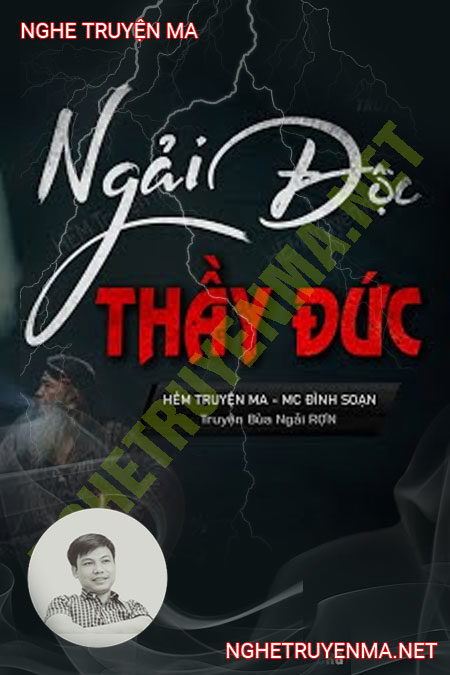 NGHE TRUYỆN MA
Ngải Độc
THẦY ĐỨC
HẺM TRUYỆN MA - MC ĐÌNH SOẠN
Truyện Bùa Ngải RỢN
NGHETRUYENMA.NET
NGHETRUYENMA.NET